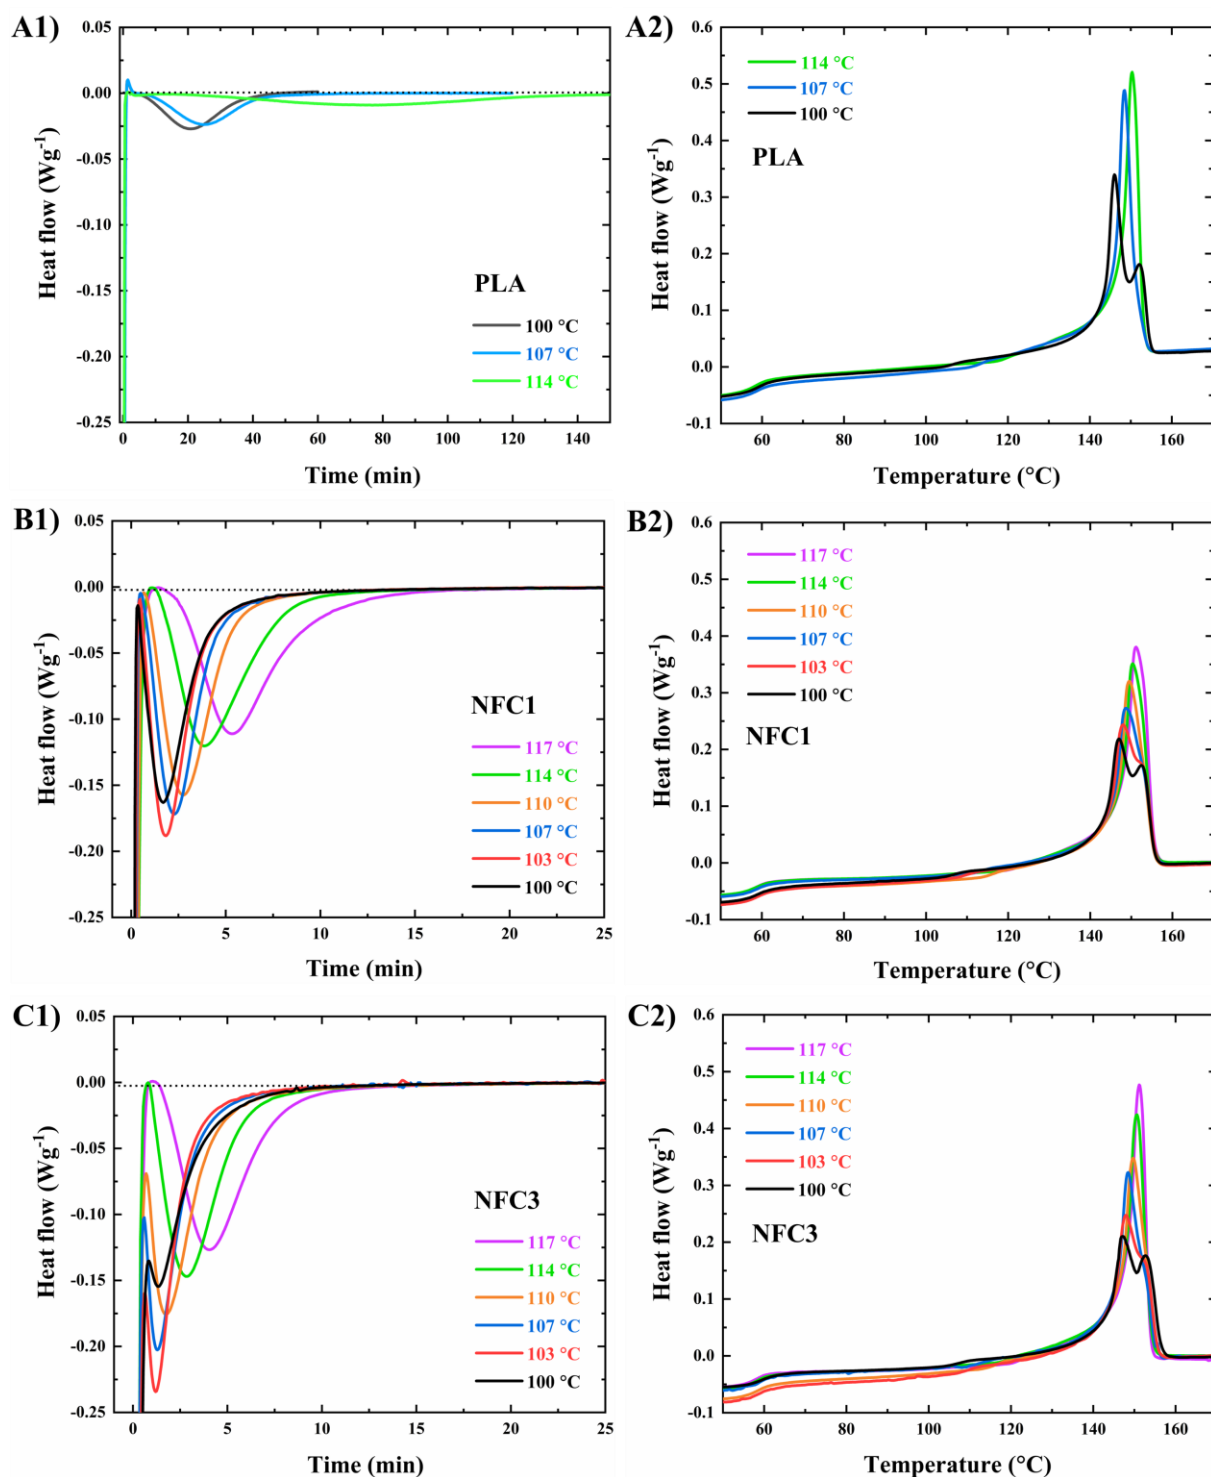 A1)
0.05
0.00
-0.05
-0.10
-0.15
-0.20
-0.25
Heat flow (Wg-1)
PLA
100 °C
107 °C
114 °C
0 20 40 60 80 100 120 140
Time (min)
A2)
0.6
0.5
0.4
0.3
0.2
0.1
0.0
-0.1
Heat flow (Wg-1)
114 °C
107 °C
100 °C
PLA
60 80 100 120 140 160
Temperature (°C)
B1)
0.05
0.00
-0.05
-0.10
-0.15
-0.20
-0.25
Heat flow (Wg-1)
NFC1
117 °C
114 °C
110 °C
107 °C
103 °C
100 °C
0 5 10 15 20 25
Time (min)
B2)
0.6
0.5
0.4
0.3
0.2
0.1
0.0
-0.1
Heat flow (Wg-1)
117 °C
114 °C
110 °C
107 °C
103 °C
100 °C
NFC1
60 80 100 120 140 160
Temperature (°C)
C1)
0.05
0.00
-0.05
-0.10
-0.15
-0.20
-0.25
Heat flow (Wg-1)
NFC3
117 °C
114 °C
110 °C
107 °C
103 °C
100 °C
0 5 10 15 20 25
Time (min)
C2)
0.6
0.5
0.4
0.3
0.2
0.1
0.0
-0.1
Heat flow (Wg-1)
117 °C
114 °C
110 °C
107 °C
103 °C
100 °C
NFC3
60 80 100 120 140 160
Temperature (°C)